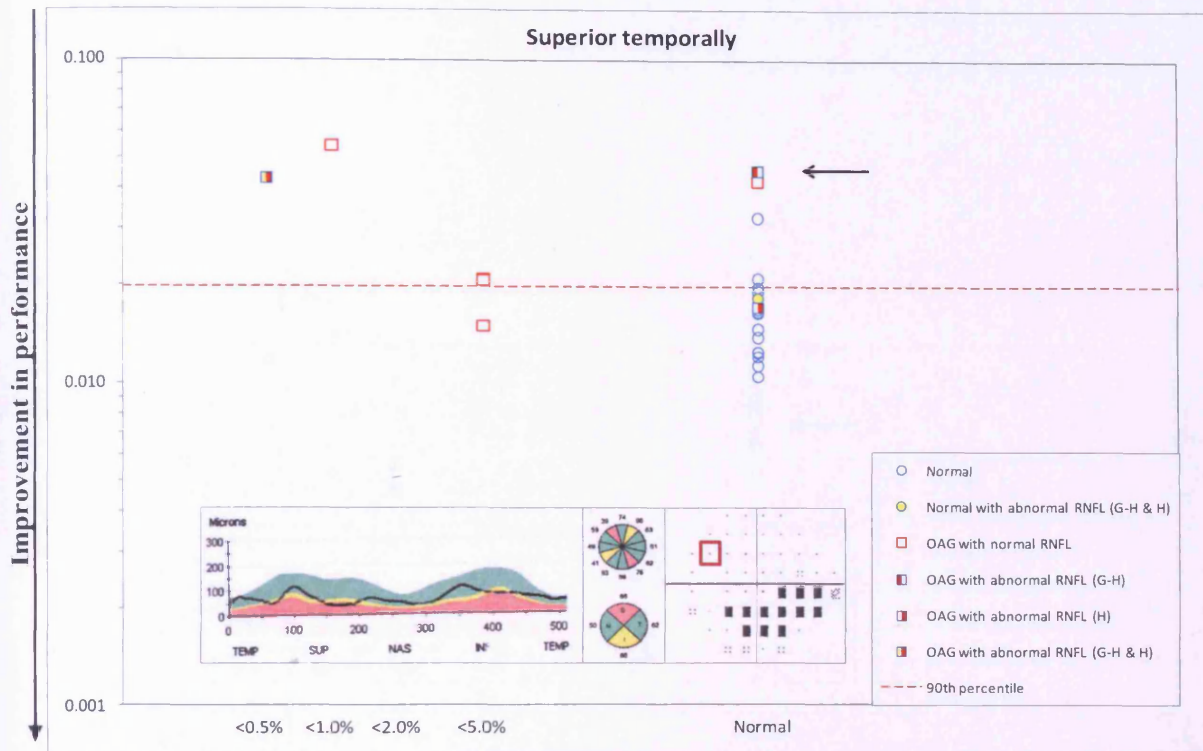 Superior temporally
Improvement in performance
0.100
0.010
0.001
<0.5%
<1.0%
<2.0%
<5.0%
Normal
Microns
300
200
100
0
0
100
200
300
400
500
TEMP
SUP
NAS
TEMP
74
S
N
T
I
Normal
Normal with abnormal RNFL (G-H & H)
OAG with normal RNFL
OAG with abnormal RNFL (G-H)
OAG with abnormal RNFL (H)
OAG with abnormal RNFL (G-H & H)
90th percentile